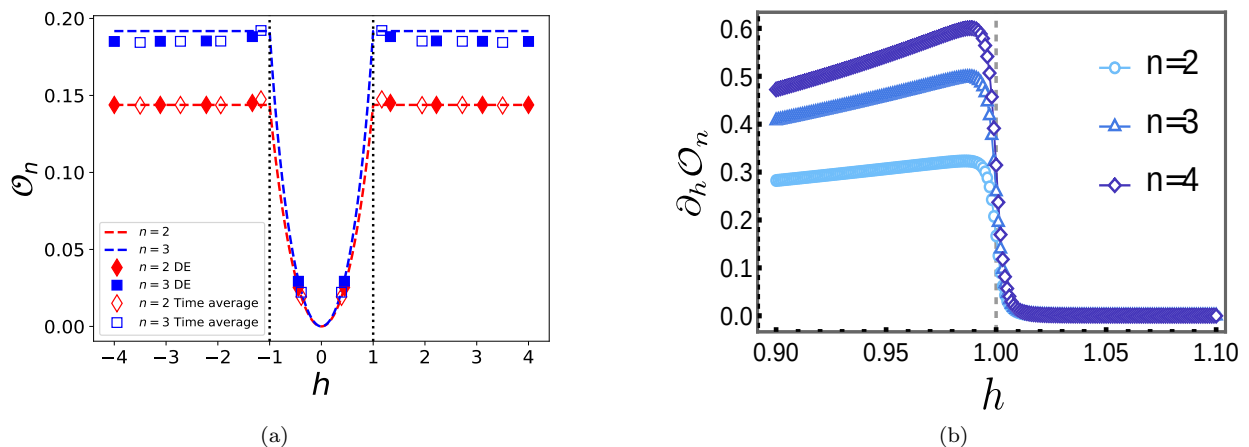 0.20
0.15
0.10
0.05
0.00
𝒪ₙ
−4 −3 −2 −1 0 1 2 3 4
h
n = 2
n = 3
n = 2 DE
n = 3 DE
n = 2 Time average
n = 3 Time average
(a)
0.6
0.5
0.4
0.3
0.2
0.1
0.0
∂ₕ𝒪ₙ
n=2
n=3
n=4
0.90 0.95 1.00 1.05 1.10
h
(b)